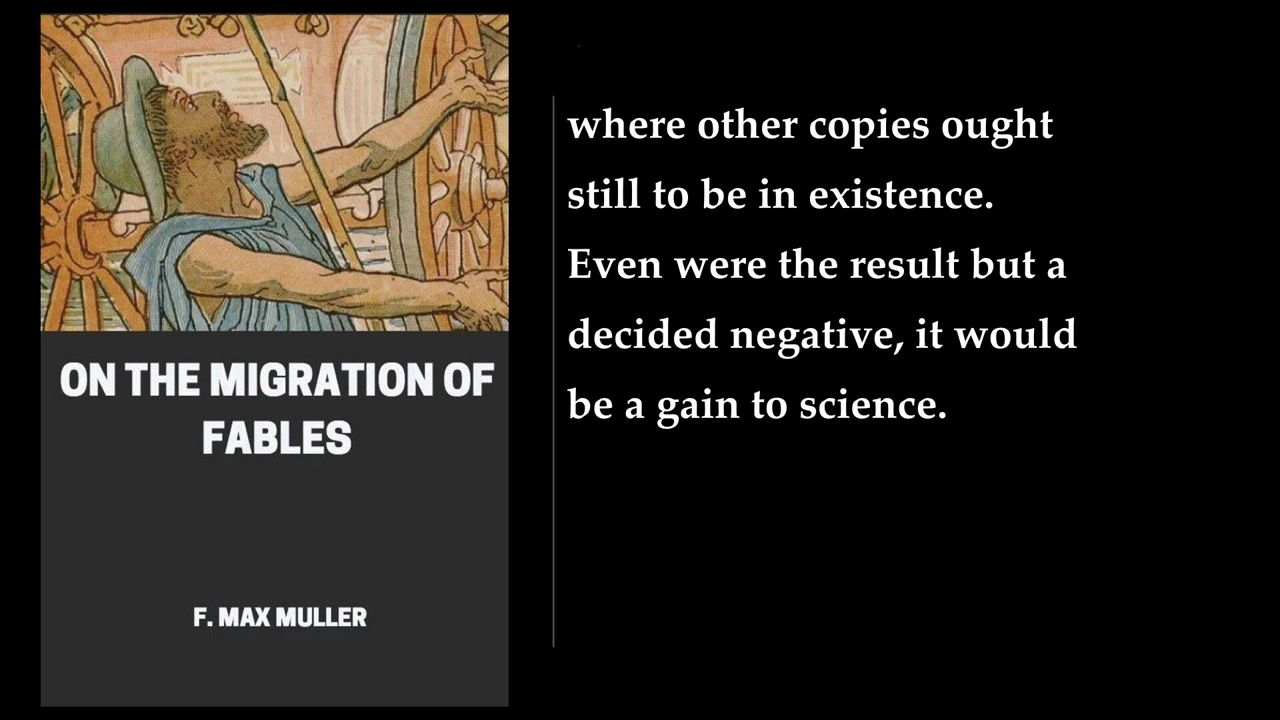 ON THE MIGRATION OF
FABLES
F. MAX MULLER
where other copies ought
still to be in existence.
Even were the result but a
decided negative, it would
be a gain to science.